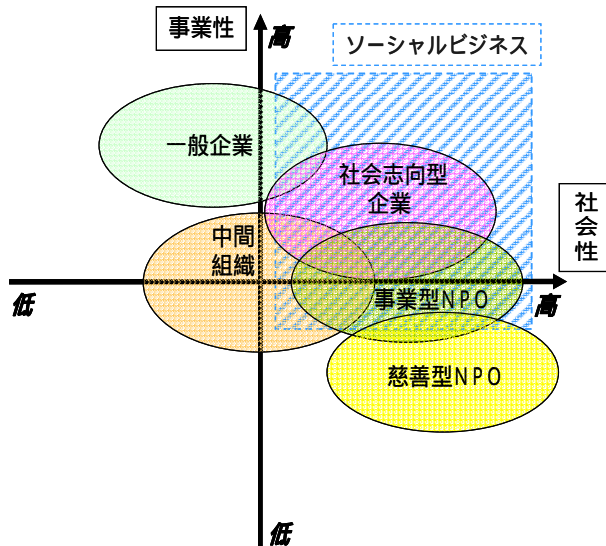 事業性
高
ソーシャルビジネス
一般企業
社会志向型
企業
社会性
中間
組織
低
事業型NPO
高
慈善型NPO
低